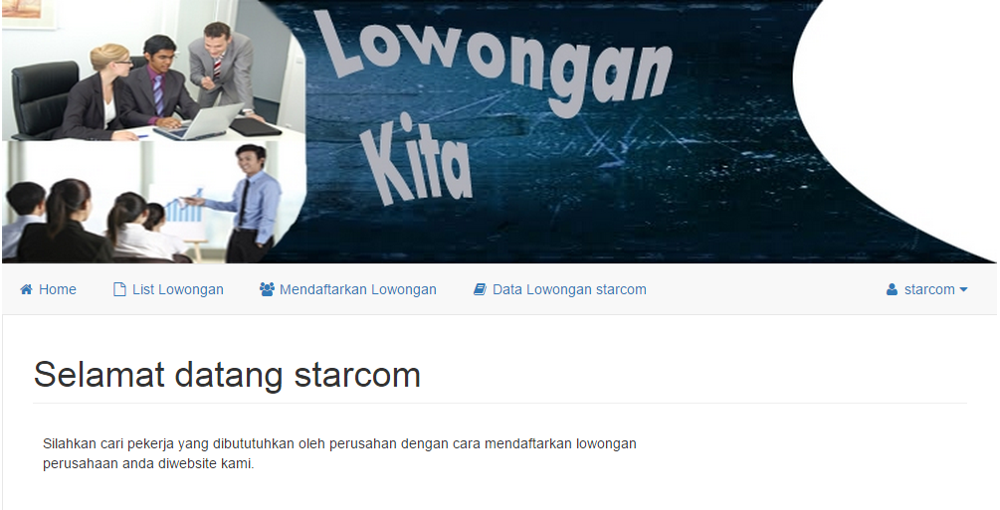 Lowongan
Kita
Home List Lowongan Mendaftarkan Lowongan Data Lowongan starcom starcom
Selamat datang starcom
Silahkan cari pekerja yang dibututuhkan oleh perusahan dengan cara mendaftarkan lowongan
perusahaan anda diwebsite kami.